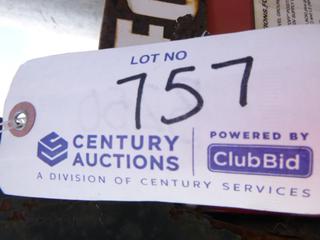 LOT NO
757
CENTURY
AUCTIONS
POWERED BY
ClubBid
A DIVISION OF CENTURY SERVICES